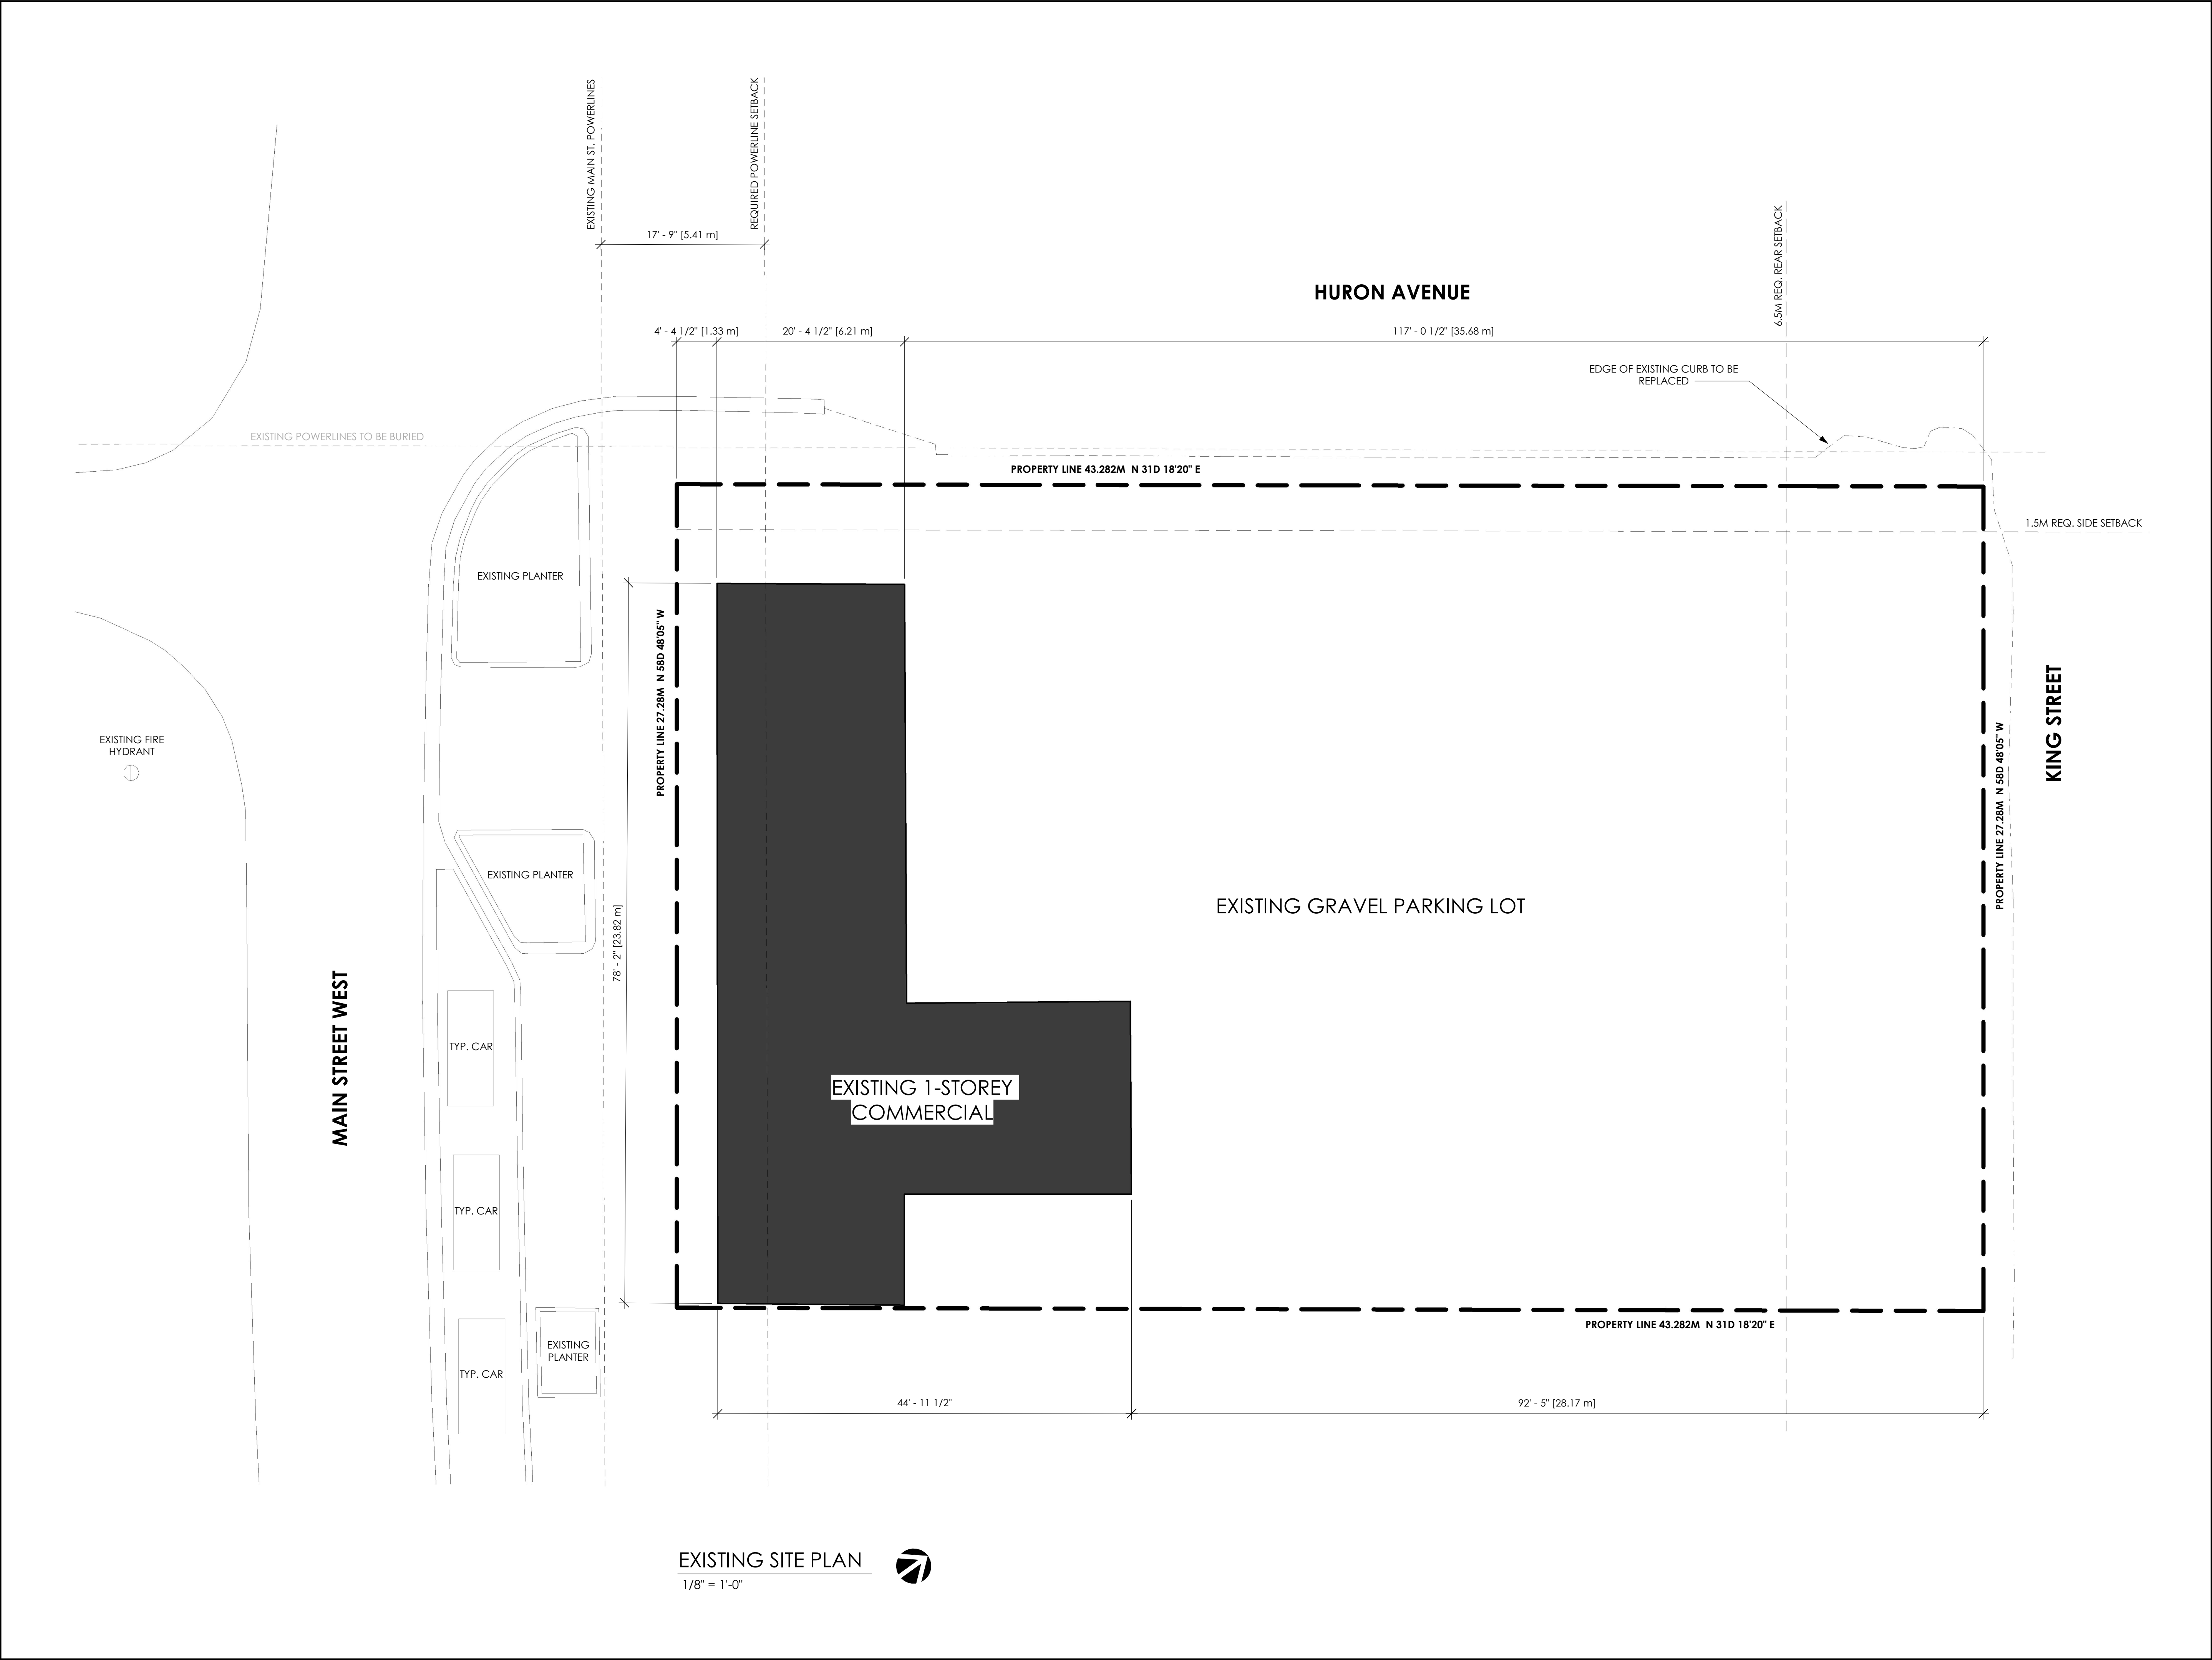 EXISTING MAIN ST. POWERLINES
REQUIRED POWERLINE SETBACK
17' - 9" [5.41 m]
6.5M REQ. REAR SETBACK
HURON AVENUE
4' - 4 1/2" [1.33 m]
20' - 4 1/2" [6.21 m]
117' - 0 1/2" [35.68 m]
EDGE OF EXISTING CURB TO BE
REPLACED
EXISTING POWERLINES TO BE BURIED
PROPERTY LINE 43.282M N 31D 18'20" E
1.5M REQ. SIDE SETBACK
EXISTING PLANTER
PROPERTY LINE 27.28M N 58D 48'05" W
KING STREET
EXISTING FIRE
HYDRANT
PROPERTY LINE 27.28M N 58D 48'05" W
EXISTING PLANTER
EXISTING GRAVEL PARKING LOT
78' - 2" [23.82 m]
MAIN STREET WEST
TYP. CAR
EXISTING 1-STOREY
COMMERCIAL
TYP. CAR
PROPERTY LINE 43.282M N 31D 18'20" E
EXISTING
PLANTER
TYP. CAR
44' - 11 1/2"
92' - 5" [28.17 m]
EXISTING SITE PLAN
1/8" = 1'-0"